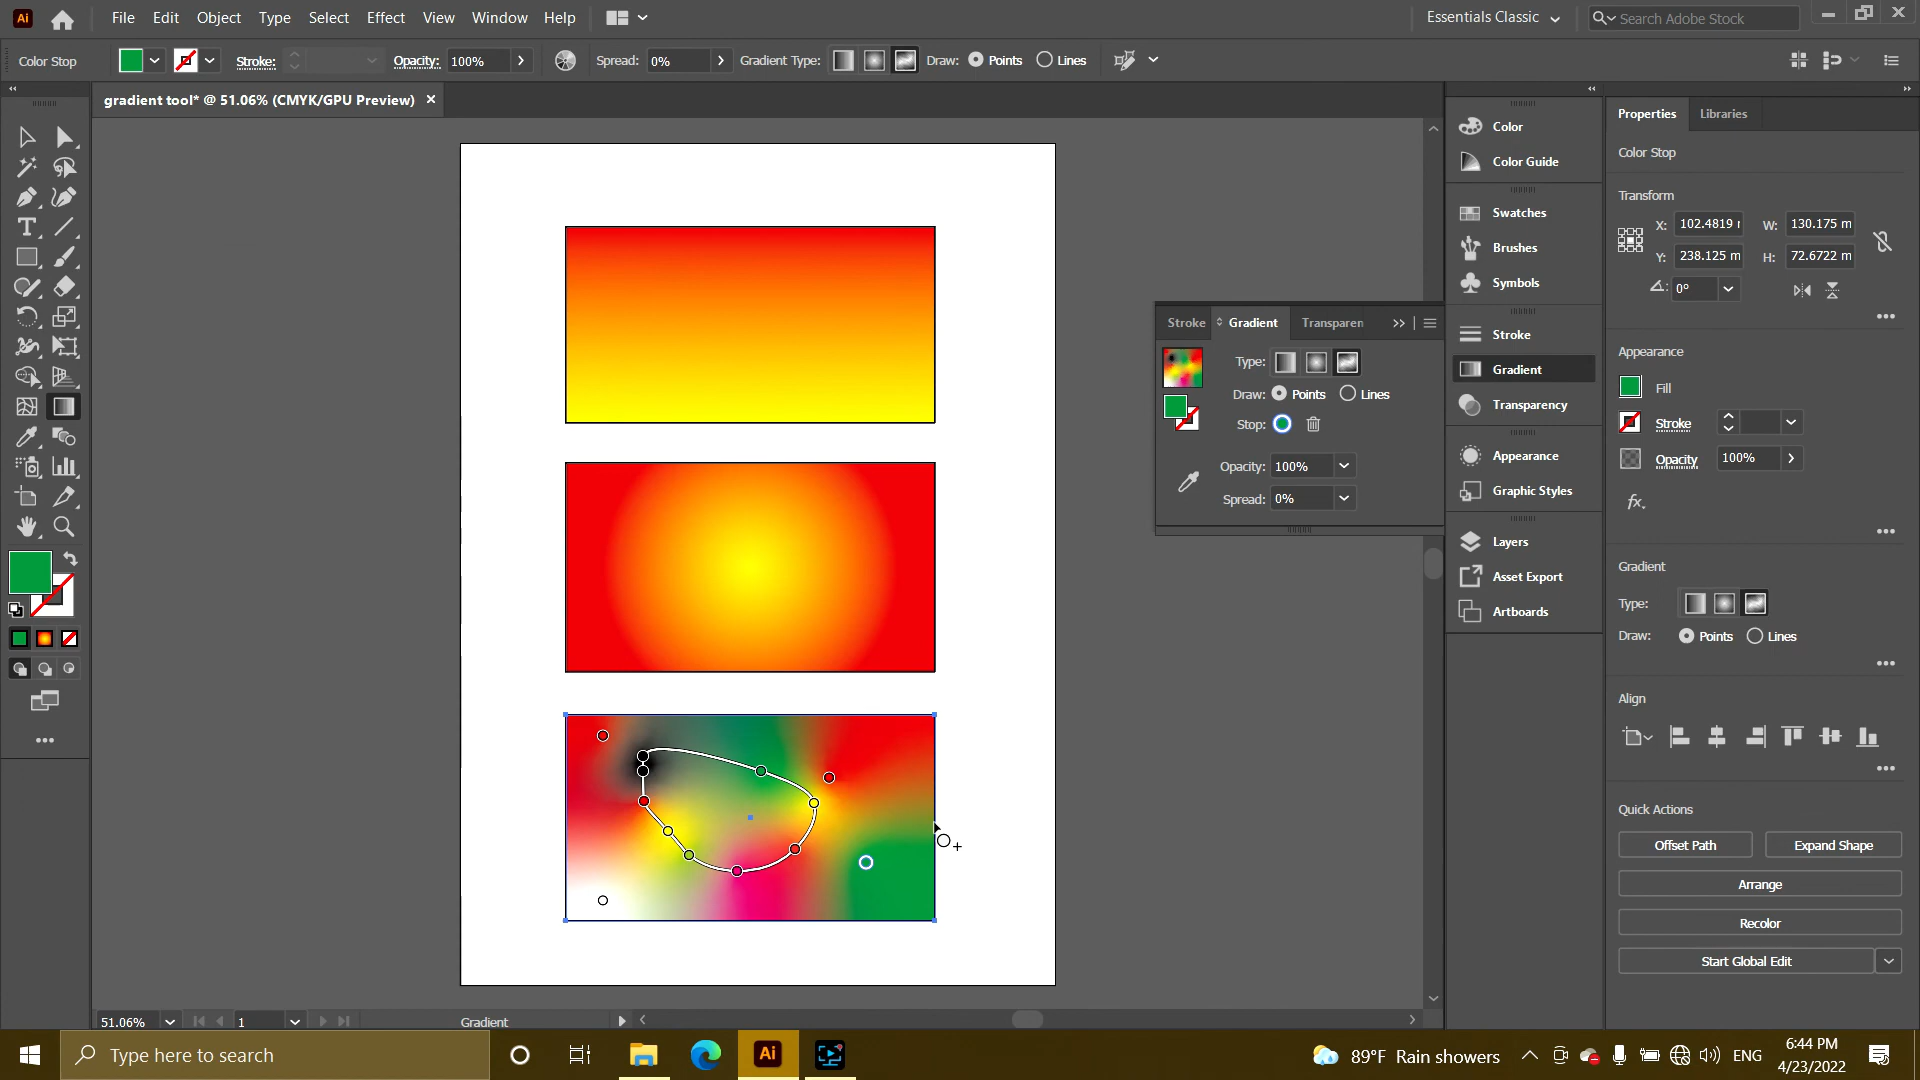 Ai File Edit Object Type Select Effect View Window Help Essentials Classic Search Adobe Stock
Color Stop Stroke: Opacity: 100% Spread: 0% Gradient Type: Draw: Points Lines
gradient tool* @ 51.06% (CMYK/GPU Preview) ×
Properties Libraries
Color
Color Guide
Swatches
Brushes
Symbols
Stroke
Gradient
Transparency
Appearance
Graphic Styles
Layers
Asset Export
Artboards
Color Stop
Transform
X: 102.4819 W: 130.175 m
Y: 238.125 m H: 72.6722 m
0°
Appearance
Fill
Stroke
Opacity 100%
fx
Gradient
Type:
Draw: Points Lines
Align
Quick Actions
Offset Path Expand Shape
Arrange
Recolor
Start Global Edit
Stroke Gradient Transparen
Type:
Draw: Points Lines
Stop:
Opacity: 100%
Spread: 0%
51.06% 1 Gradient
Type here to search Ai 89°F Rain showers ENG 6:44 PM
4/23/2022